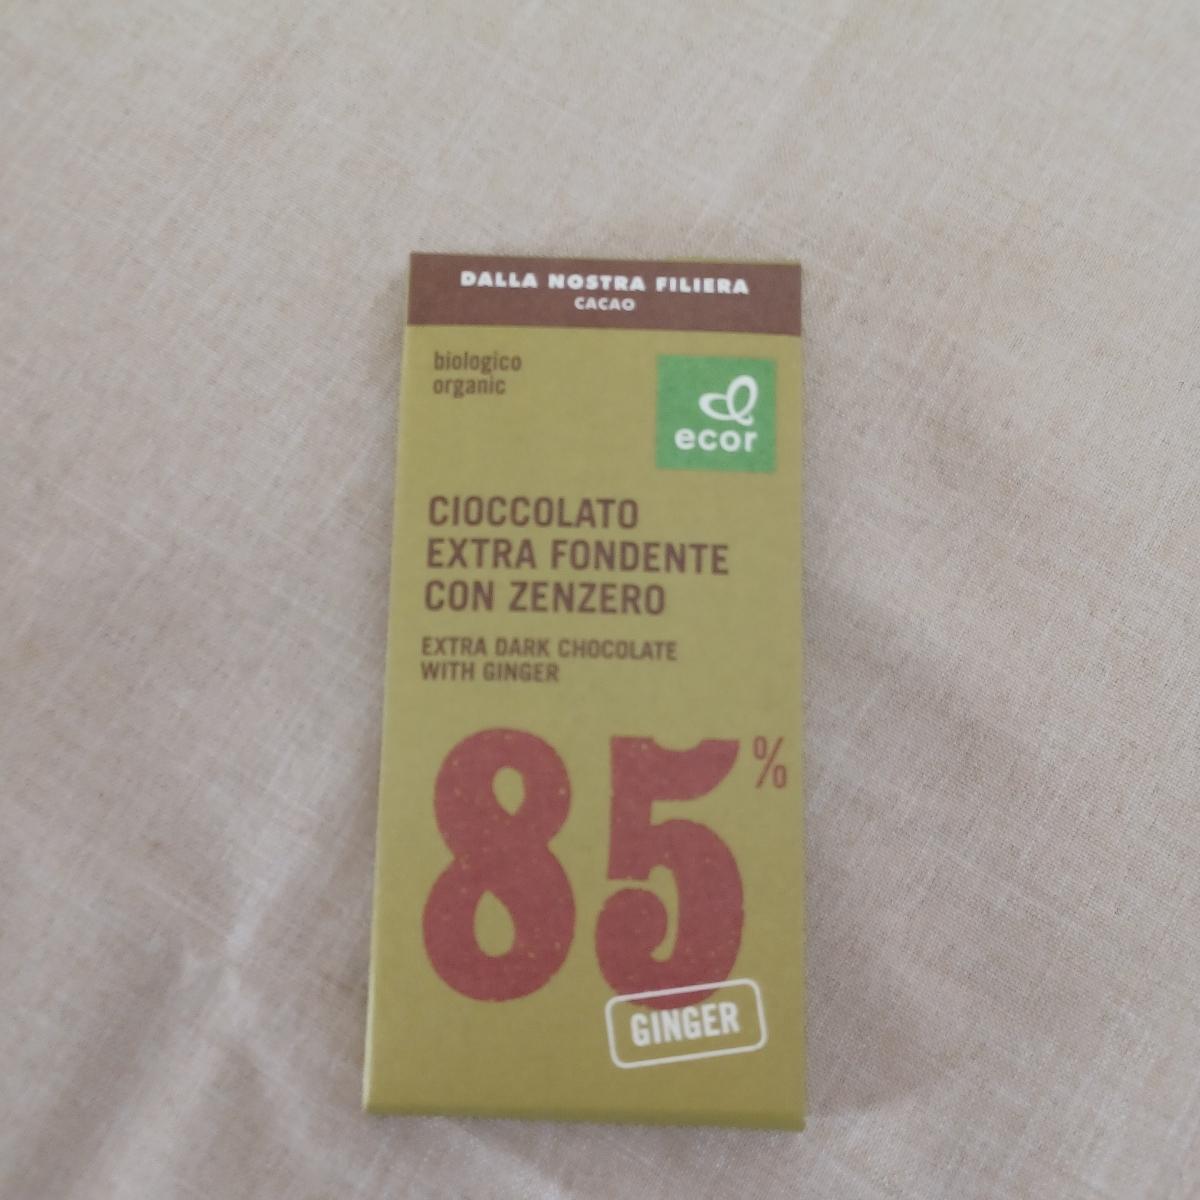 DALLA NOSTRA FILIERA
CACAO
biologico
organic
ecor
CIOCCOLATO
EXTRA FONDENTE
CON ZENZERO
EXTRA DARK CHOCOLATE
WITH GINGER
85%
GINGER